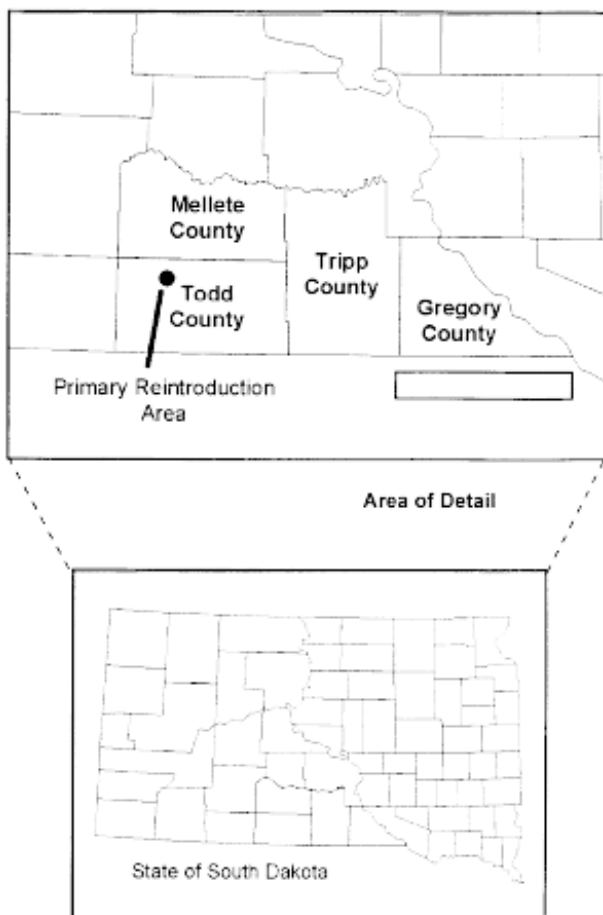 Mellete
County
Tripp
County
Todd
County
Gregory
County
Primary Reintroduction
Area
Area of Detail
State of South Dakota